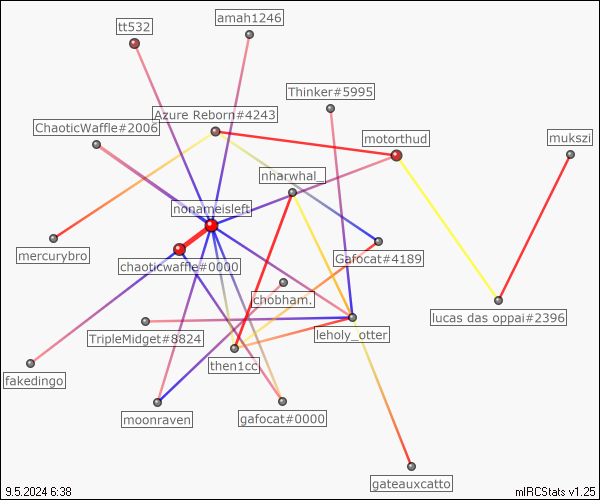 amah1246
tt532
Thinker#5995
Azure Reborn#4243
ChaoticWaffle#2006
motorthud
mukszi
nharwhal_
nonameisleft
mercurybro
Gafocat#4189
chaoticwaffle#0000
chobham.
lucas das oppai#2396
TripleMidget#8824
leholy_otter
then1cc
fakedingo
moonraven
gafocat#0000
gateauxcatto
9.5.2024 6:38
mIRCStats v1.25